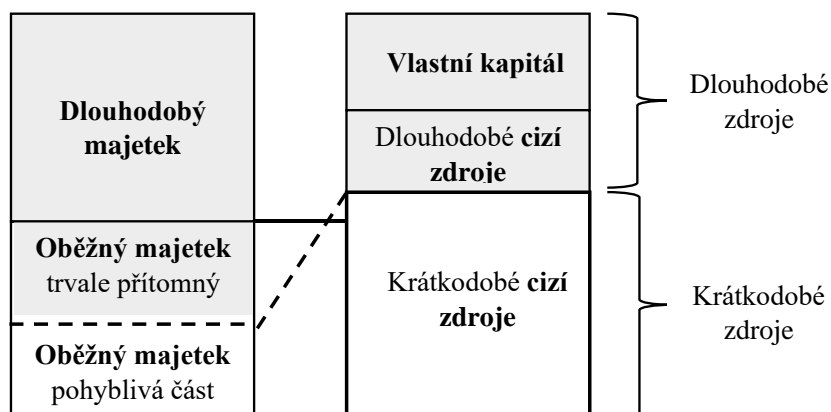 Dlouhodobý
majetek
Oběžný majetek
trvale přítomný
Oběžný majetek
pohyblivá část
Vlastní kapitál
Dlouhodobé cizí
zdroje
Krátkodobé cizí
zdroje
Dlouhodobé
zdroje
Krátkodobé
zdroje